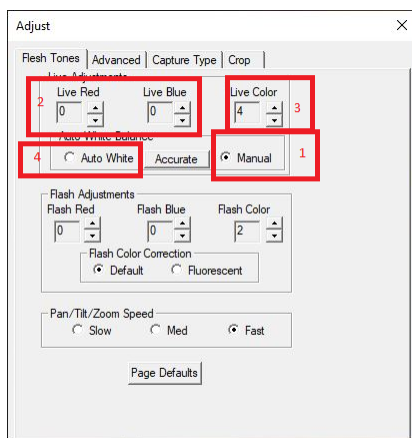 Adjust
Flesh Tones Advanced Capture Type Crop
Live Adjustments
2 Live Red Live Blue Live Color 3
0 0 4
Auto White Balance
4 Auto White Accurate Manual 1
Flash Adjustments
Flash Red Flash Blue Flash Color
0 0 2
Flash Color Correction
Default Fluorescent
Pan/Tilt/Zoom Speed
Slow Med Fast
Page Defaults